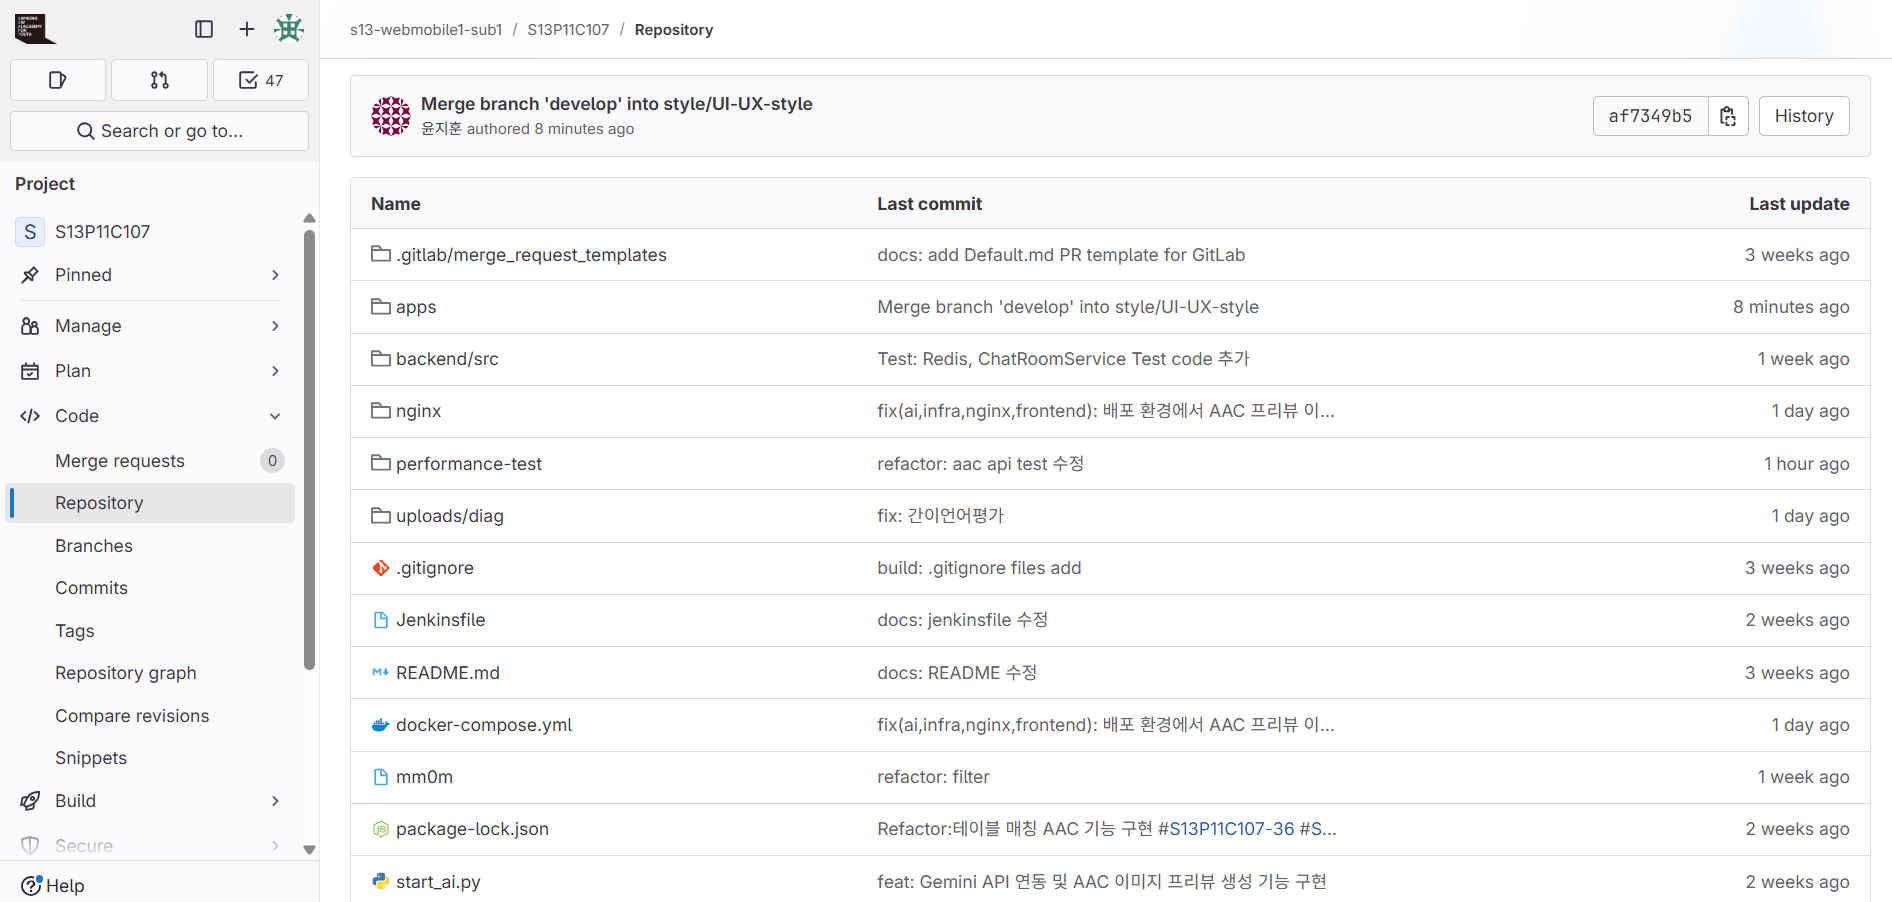 SAMSUNG
SW
AI ACADEMY
FOR
YOUTH
47
Search or go to...
Project
S S13P11C107
Pinned
Manage
Plan
Code
Merge requests 0
Repository
Branches
Commits
Tags
Repository graph
Compare revisions
Snippets
Build
Secure
Help
s13-webmobile1-sub1 / S13P11C107 / Repository
Merge branch 'develop' into style/UI-UX-style
윤지훈 authored 8 minutes ago
af7349b5 History
Name Last commit Last update
.gitlab/merge_request_templates docs: add Default.md PR template for GitLab 3 weeks ago
apps Merge branch 'develop' into style/UI-UX-style 8 minutes ago
backend/src Test: Redis, ChatRoomService Test code 추가 1 week ago
nginx fix(ai,infra,nginx,frontend): 배포 환경에서 AAC 프리뷰 이... 1 day ago
performance-test refactor: aac api test 수정 1 hour ago
uploads/diag fix: 간이언어평가 1 day ago
.gitignore build: .gitignore files add 3 weeks ago
Jenkinsfile docs: jenkinsfile 수정 2 weeks ago
README.md docs: README 수정 3 weeks ago
docker-compose.yml fix(ai,infra,nginx,frontend): 배포 환경에서 AAC 프리뷰 이... 1 day ago
mm0m refactor: filter 1 week ago
package-lock.json Refactor:테이블 매칭 AAC 기능 구현 #S13P11C107-36 #S... 2 weeks ago
start_ai.py feat: Gemini API 연동 및 AAC 이미지 프리뷰 생성 기능 구현 2 weeks ago